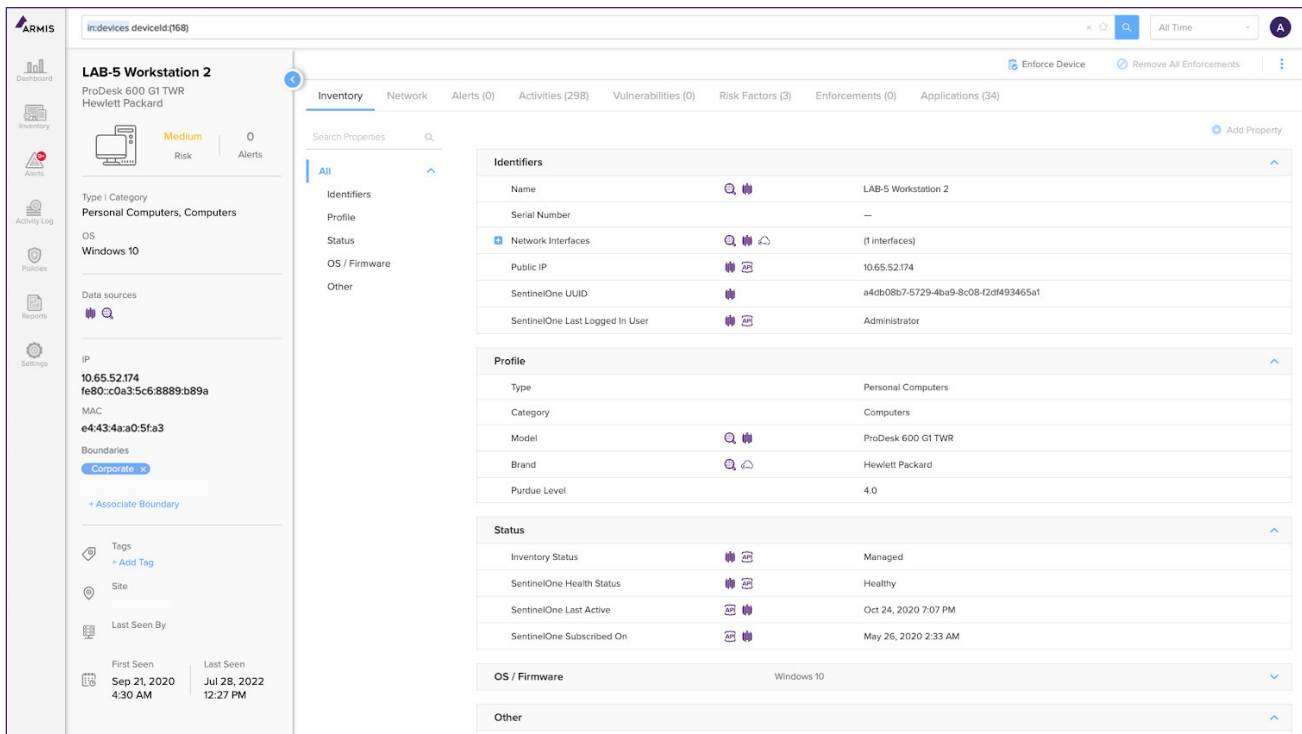 ARMIS
in:devices deviceId:(168)
All Time
A
Dashboard
Inventory
9+
Alerts
Activity Log
Policies
Reports
Settings
LAB-5 Workstation 2
ProDesk 600 G1 TWR
Hewlett Packard
Medium
Risk
0
Alerts
Type | Category
Personal Computers, Computers
OS
Windows 10
Data sources
IP
10.65.52.174
fe80::c0a3:5c6:8889:b89a
MAC
e4:43:4a:a0:5f:a3
Boundaries
Corporate ×
+ Associate Boundary
Tags
+ Add Tag
Site
Last Seen By
First Seen
Sep 21, 2020
4:30 AM
Last Seen
Jul 28, 2022
12:27 PM
Enforce Device
Remove All Enforcements
Inventory Network Alerts (0) Activities (298) Vulnerabilities (0) Risk Factors (3) Enforcements (0) Applications (34)
Search Properties
Add Property
All
Identifiers
Profile
Status
OS / Firmware
Other
Identifiers
Name LAB-5 Workstation 2
Serial Number —
Network Interfaces (1 interfaces)
Public IP API 10.65.52.174
SentinelOne UUID a4db08b7-5729-4ba9-8c08-f2df493465a1
SentinelOne Last Logged In User API Administrator
Profile
Type Personal Computers
Category Computers
Model ProDesk 600 G1 TWR
Brand Hewlett Packard
Purdue Level 4.0
Status
Inventory Status API Managed
SentinelOne Health Status API Healthy
SentinelOne Last Active API Oct 24, 2020 7:07 PM
SentinelOne Subscribed On API May 26, 2020 2:33 AM
OS / Firmware Windows 10
Other